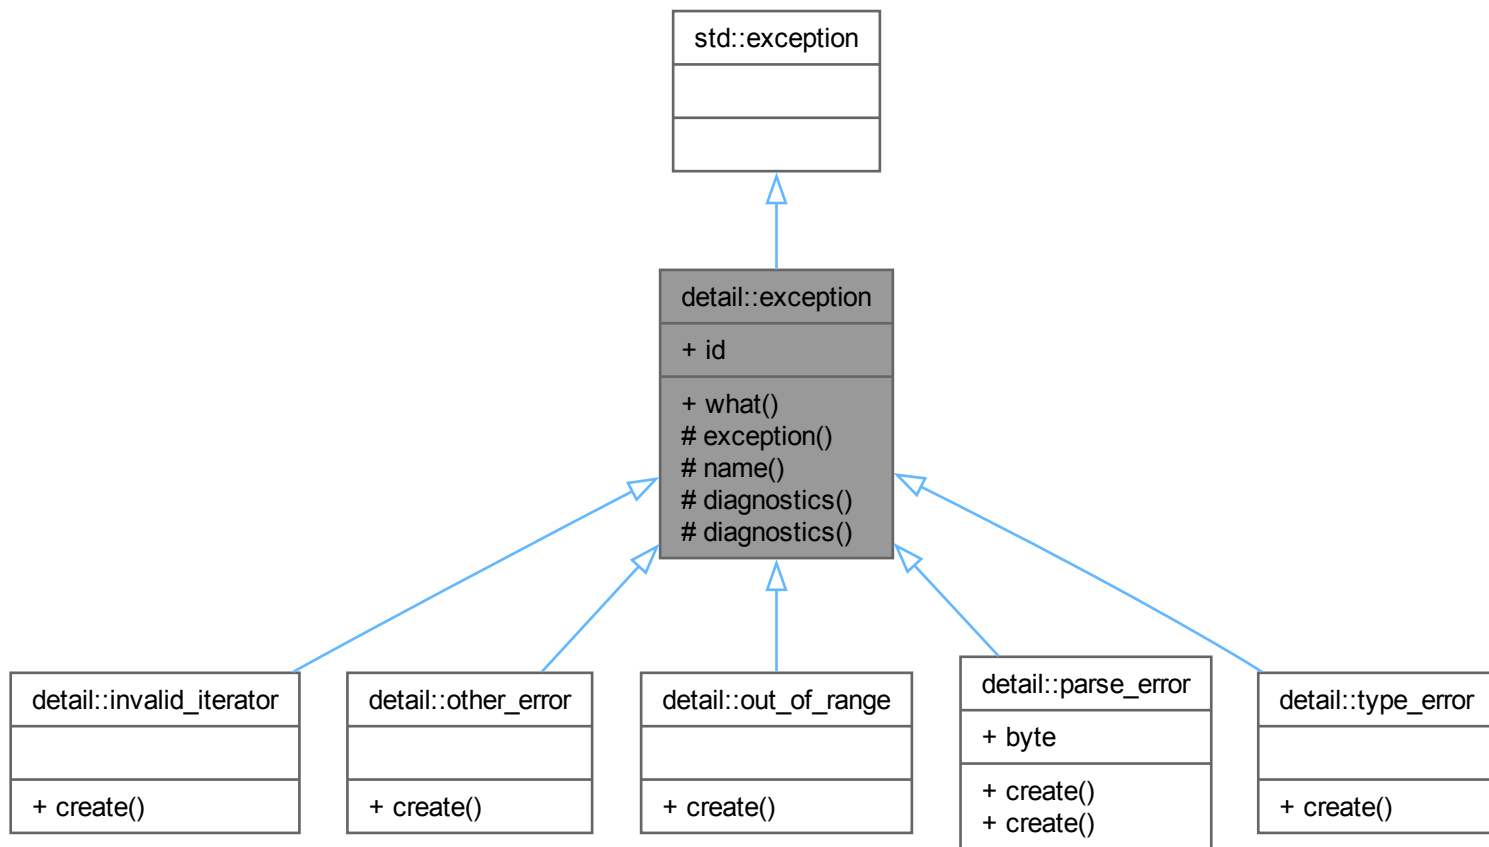 std::exception
detail::exception
+ id
+ what()
# exception()
# name()
# diagnostics()
# diagnostics()
detail::invalid_iterator
+ create()
detail::other_error
+ create()
detail::out_of_range
+ create()
detail::parse_error
+ byte
+ create()
+ create()
detail::type_error
+ create()